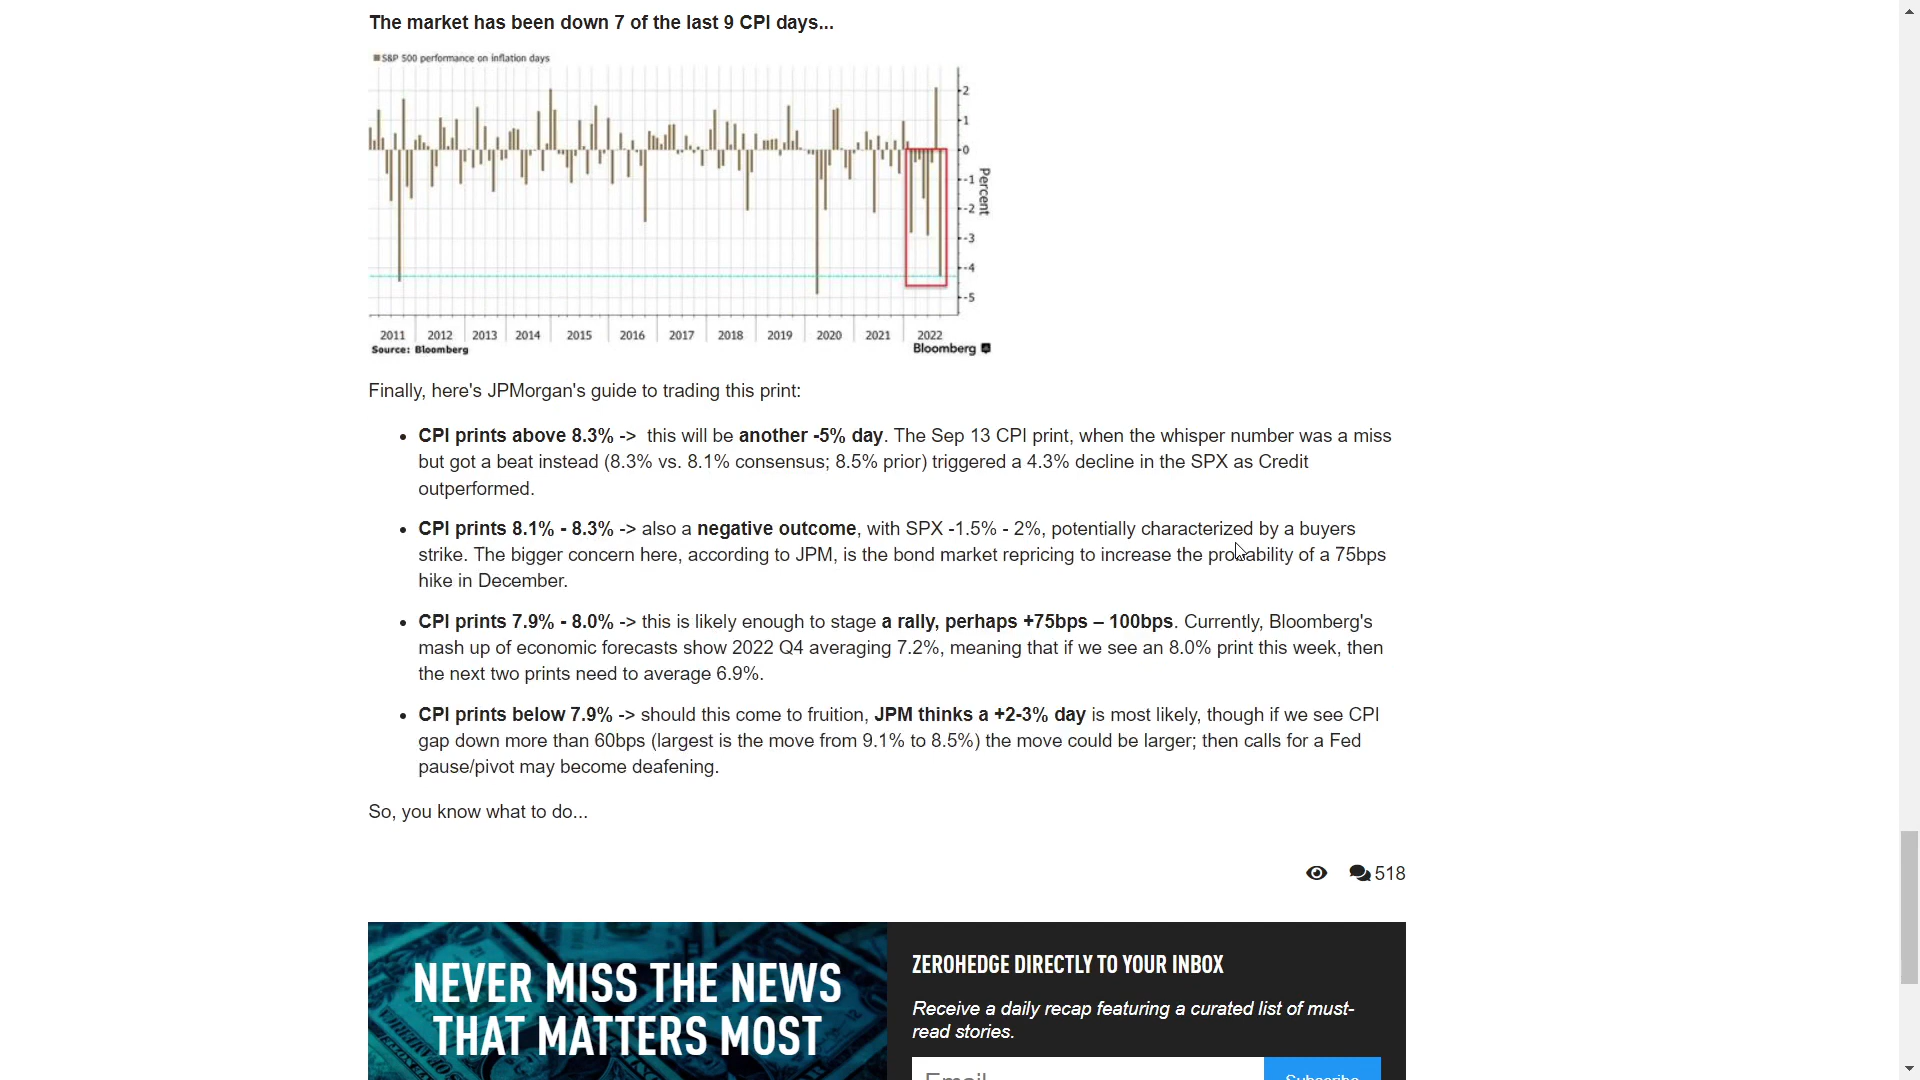 The market has been down 7 of the last 9 CPI days...
S&P 500 performance on inflation days
2
1
0
-1
-2
-3
-4
-5
Percent
2011 2012 2013 2014 2015 2016 2017 2018 2019 2020 2021 2022
Source: Bloomberg
Bloomberg
Finally, here's JPMorgan's guide to trading this print:
• CPI prints above 8.3% -> this will be another -5% day. The Sep 13 CPI print, when the whisper number was a miss
but got a beat instead (8.3% vs. 8.1% consensus; 8.5% prior) triggered a 4.3% decline in the SPX as Credit
outperformed.
• CPI prints 8.1% - 8.3% -> also a negative outcome, with SPX -1.5% - 2%, potentially characterized by a buyers
strike. The bigger concern here, according to JPM, is the bond market repricing to increase the probability of a 75bps
hike in December.
• CPI prints 7.9% - 8.0% -> this is likely enough to stage a rally, perhaps +75bps – 100bps. Currently, Bloomberg's
mash up of economic forecasts show 2022 Q4 averaging 7.2%, meaning that if we see an 8.0% print this week, then
the next two prints need to average 6.9%.
• CPI prints below 7.9% -> should this come to fruition, JPM thinks a +2-3% day is most likely, though if we see CPI
gap down more than 60bps (largest is the move from 9.1% to 8.5%) the move could be larger; then calls for a Fed
pause/pivot may become deafening.
So, you know what to do...
518
NEVER MISS THE NEWS
THAT MATTERS MOST
ZEROHEDGE DIRECTLY TO YOUR INBOX
Receive a daily recap featuring a curated list of must-
read stories.
Email
Subscribe